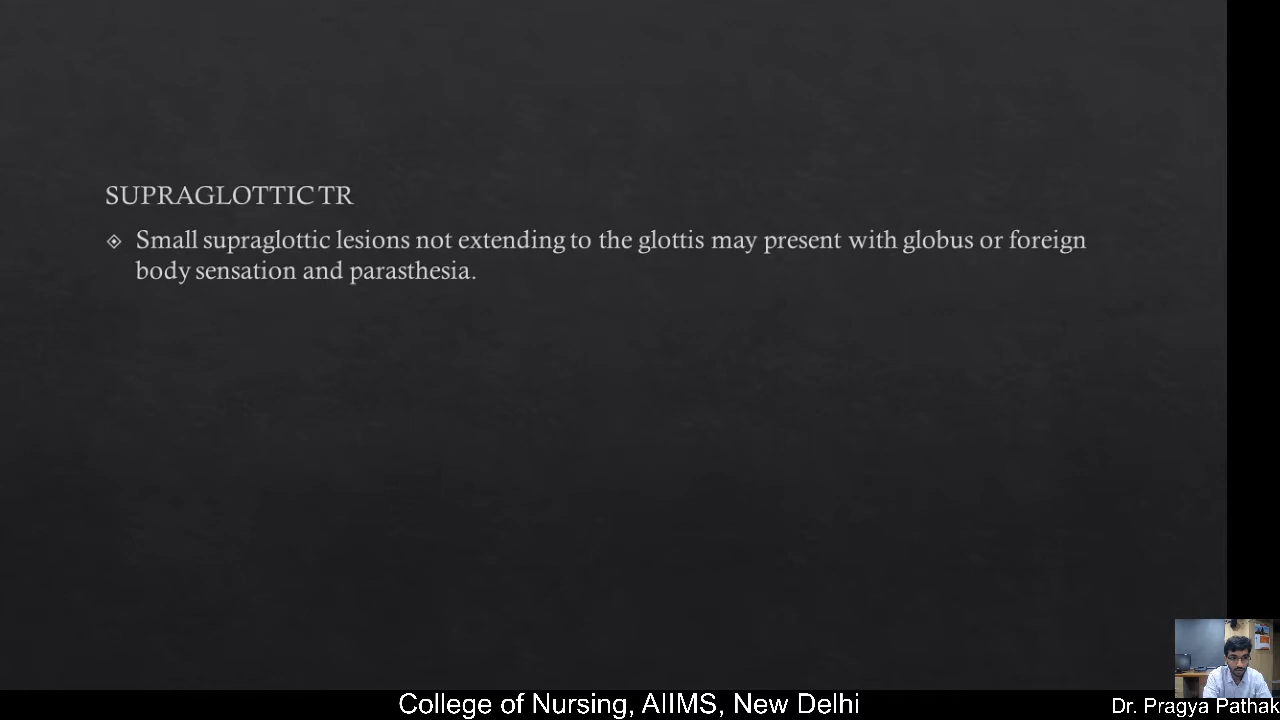 SUPRAGLOTTIC TR
Small supraglottic lesions not extending to the glottis may present with globus or foreign
body sensation and parasthesia.
College of Nursing, AIIMS, New Delhi
Dr. Pragya Pathak